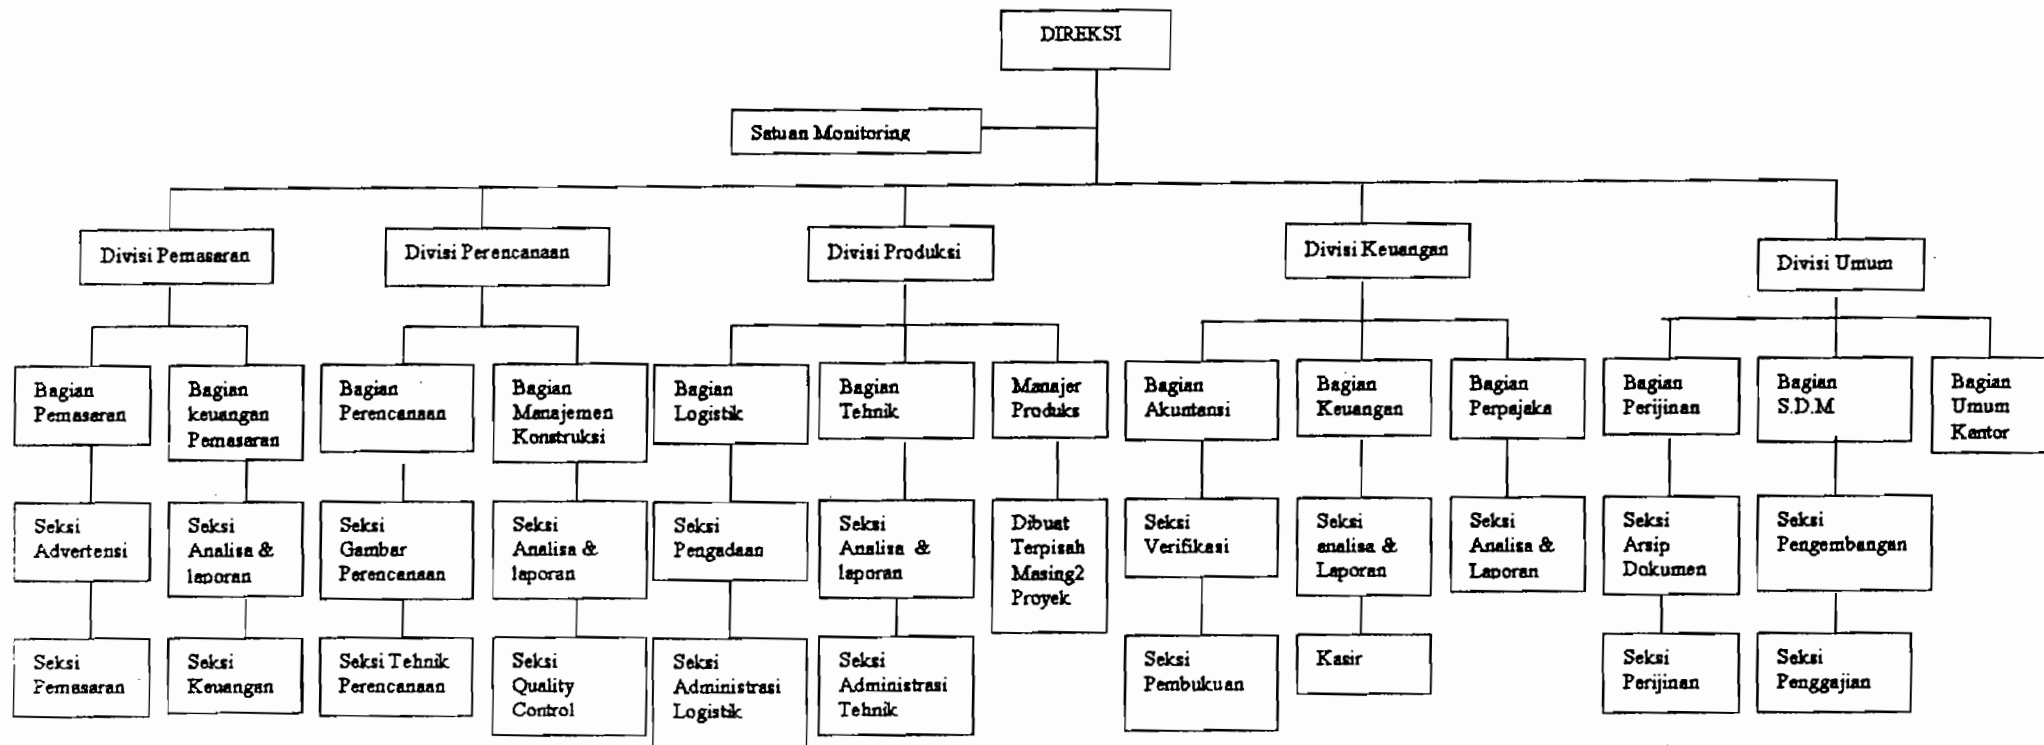 DIREKSI
Satuan Monitoring
Divisi Pemasaran
Divisi Perencanaan
Divisi Produksi
Divisi Keuangan
Divisi Umum
Bagian
Pemasaran
Bagian
keuangan
Pemasaran
Bagian
Perencanaan
Bagian
Manajemen
Konstruksi
Bagian
Logistik
Bagian
Tehnik
Manajer
Produks
Bagian
Akuntansi
Bagian
Keuangan
Bagian
Perpajaka
Bagian
Perijinan
Bagian
S.D.M
Bagian
Umum
Kantor
Seksi
Advertensi
Seksi
Analisa &
laporan
Seksi
Gambar
Perencanaan
Seksi
Analisa &
laporan
Seksi
Pengadaan
Seksi
Analisa &
laporan
Dibuat
Terpisah
Masing2
Proyek
Seksi
Verifikasi
Seksi
analisa &
Laporan
Seksi
Analisa &
Laporan
Seksi
Arsip
Dokumen
Seksi
Pengembangan
Seksi
Pemasaran
Seksi
Keuangan
Seksi Tehnik
Perencanaan
Seksi
Quality
Control
Seksi
Administrasi
Logistik
Seksi
Administrasi
Tehnik
Seksi
Pembukuan
Kasir
Seksi
Perijinan
Seksi
Penggajian